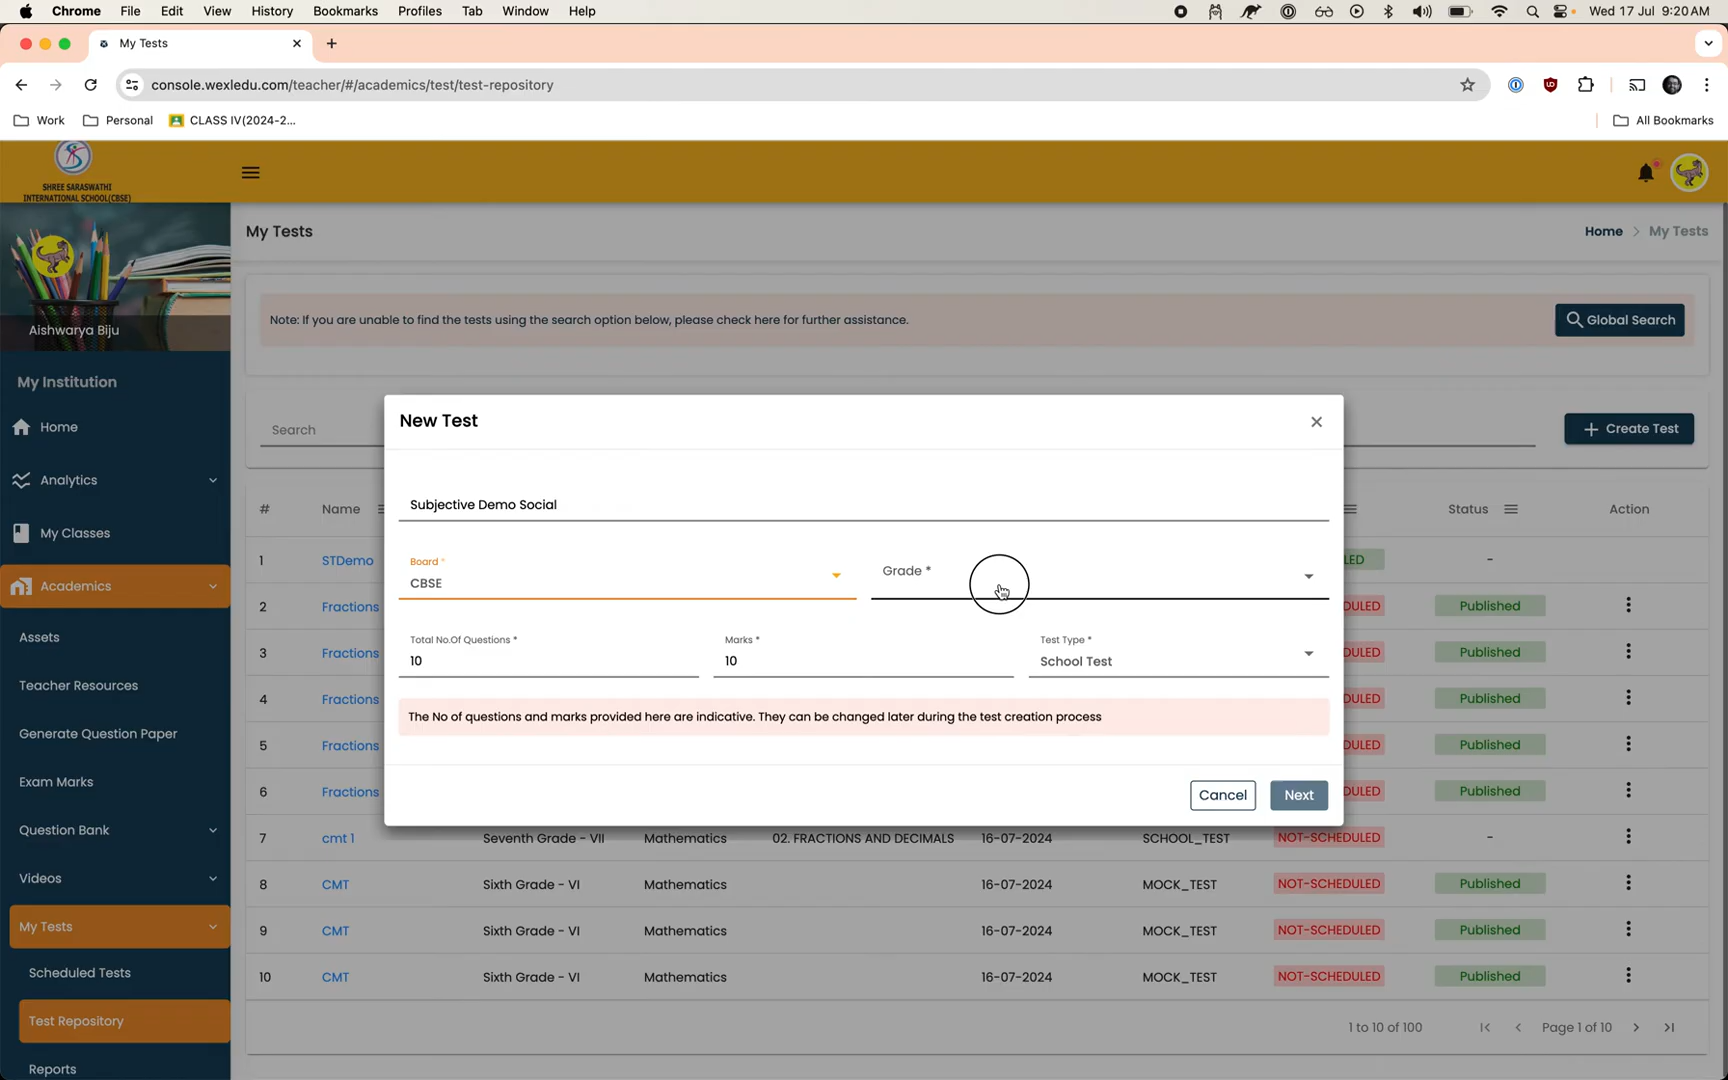 Chrome File Edit View History Bookmarks Profiles Tab Window Help Wed 17 Jul 9:20 AM
My Tests
console.wexledu.com/teacher/#/academics/test/test-repository
Work Personal CLASS IV(2024-2... All Bookmarks
SHREE SARASWATHI
INTERNATIONAL SCHOOL(CBSE)
My Tests Home > My Tests
Aishwarya Biju
Note: If you are unable to find the tests using the search option below, please check here for further assistance. Global Search
My Institution
Home
Analytics
My Classes
Academics
Assets
Teacher Resources
Generate Question Paper
Exam Marks
Question Bank
Videos
My Tests
Scheduled Tests
Test Repository
Reports
Search + Create Test
# Name Status Action
1 STDemo LED -
2 Fractions DULED Published
3 Fractions DULED Published
4 Fractions DULED Published
5 Fractions DULED Published
6 Fractions DULED Published
7 cmt 1 Seventh Grade - VII Mathematics 02. FRACTIONS AND DECIMALS 16-07-2024 SCHOOL_TEST NOT-SCHEDULED -
8 CMT Sixth Grade - VI Mathematics 16-07-2024 MOCK_TEST NOT-SCHEDULED Published
9 CMT Sixth Grade - VI Mathematics 16-07-2024 MOCK_TEST NOT-SCHEDULED Published
10 CMT Sixth Grade - VI Mathematics 16-07-2024 MOCK_TEST NOT-SCHEDULED Published
1 to 10 of 100 Page 1 of 10
New Test
Subjective Demo Social
Board *
CBSE
Grade *
Total No.Of Questions * Marks * Test Type *
10 10 School Test
The No of questions and marks provided here are indicative. They can be changed later during the test creation process
Cancel Next